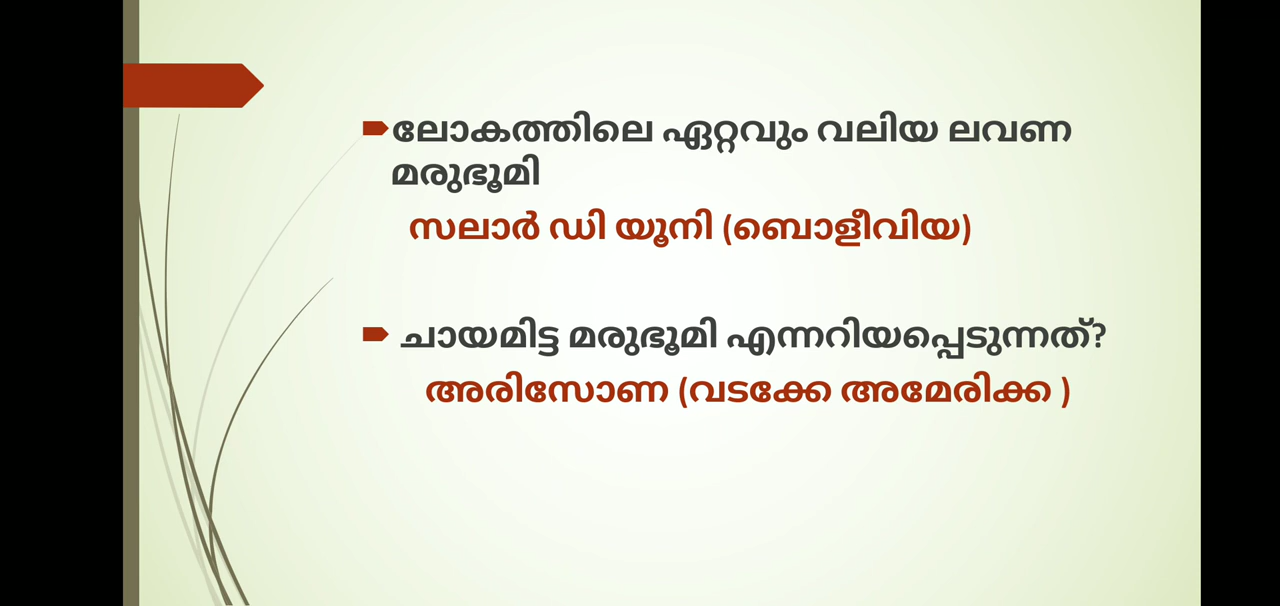 ലോകത്തിലെ ഏറ്റവും വലിയ ലവണ
മരുഭൂമി
സലാർ ഡി യൂനി (ബൊളീവിയ)
ചായമിട്ട മരുഭൂമി എന്നറിയപ്പെടുന്നത്?
അരിസോണ (വടക്കേ അമേരിക്ക )